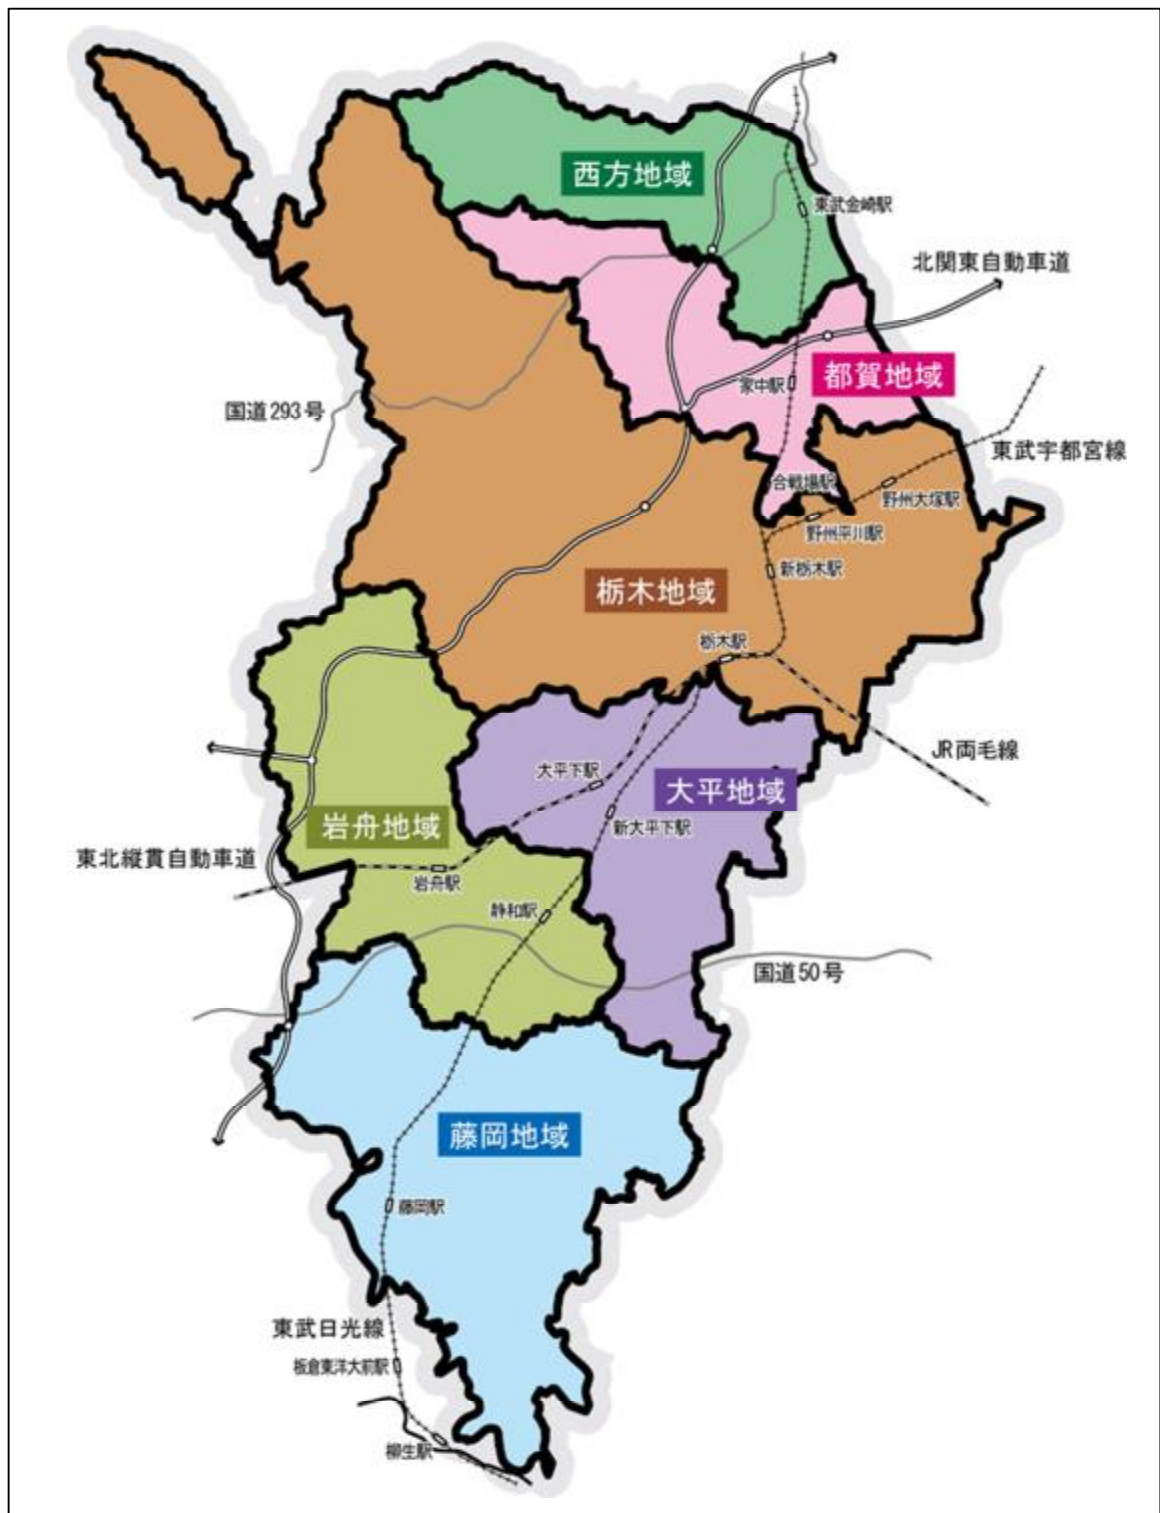 西方地域
東武金崎駅
北関東自動車道
都賀地域
家中駅
国道293号
東武宇都宮線
合戦場駅
野州大塚駅
野州平川駅
新栃木駅
栃木地域
栃木駅
JR両毛線
大平下駅
大平地域
岩舟地域
新大平下駅
東北縦貫自動車道
岩舟駅
静和駅
国道50号
藤岡地域
藤岡駅
東武日光線
板倉東洋大前駅
柳生駅